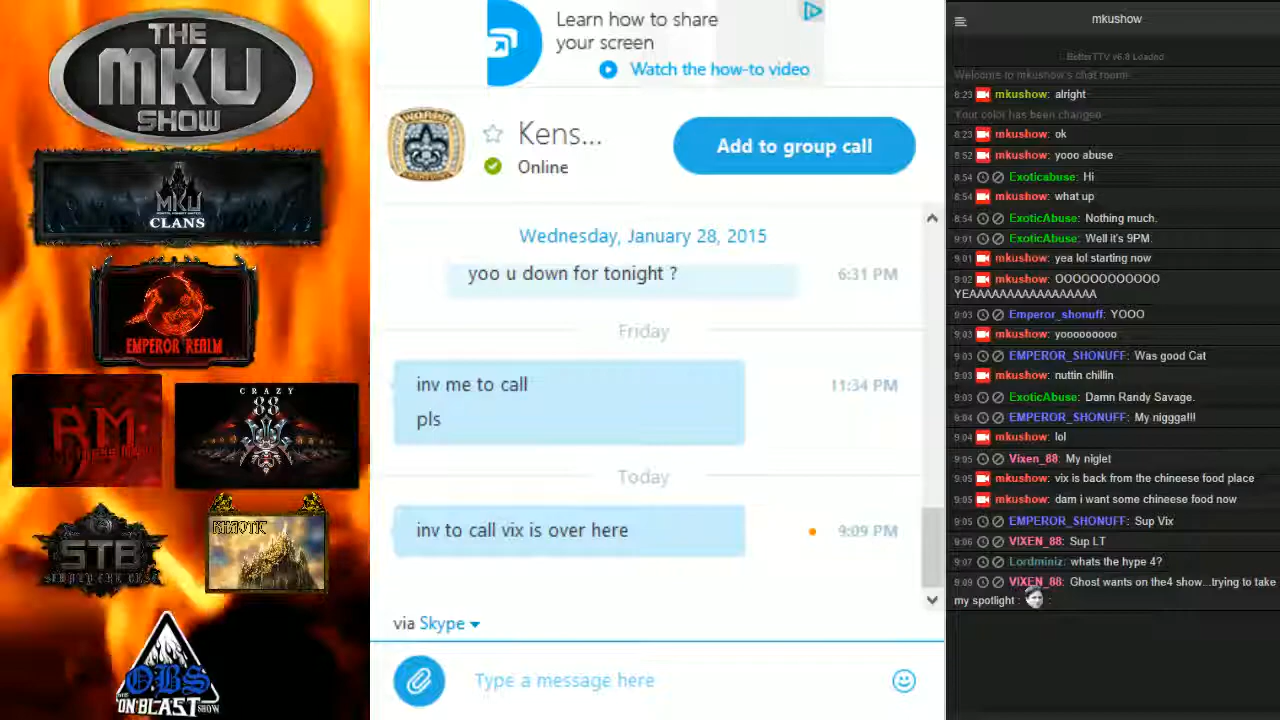 THE
MKU
SHOW
MKU
CLANS
EMPEROR REALM
RM
CRAZY
88
STB
SIMPLY THE BEST
KHAOTIC
OBS
ON BLAST SHOW
Learn how to share
your screen
Watch the how-to video
Kens...
Online
Add to group call
Wednesday, January 28, 2015
yoo u down for tonight ?
6:31 PM
Friday
inv me to call
11:34 PM
pls
Today
inv to call vix is over here
9:09 PM
via Skype
Type a message here
mkushow
BetterTTV v6.8 Loaded
Welcome to mkushow's chat room!
8:23 mkushow: alright
Your color has been changed.
8:23 mkushow: ok
8:52 mkushow: yooo abuse
8:54 Exoticabuse: Hi
8:54 mkushow: what up
8:54 ExoticAbuse: Nothing much.
9:01 ExoticAbuse: Well it's 9PM.
9:01 mkushow: yea lol starting now
9:02 mkushow: OOOOOOOOOOOO
YEAAAAAAAAAAAAAAAAA
9:03 Emperor_shonuff: YOOO
9:03 mkushow: yooooooooo
9:03 EMPEROR_SHONUFF: Was good Cat
9:03 mkushow: nuttin chillin
9:03 ExoticAbuse: Damn Randy Savage.
9:04 EMPEROR_SHONUFF: My niggga!!!
9:04 mkushow: lol
9:05 Vixen_88: My niglet
9:05 mkushow: vix is back from the chineese food place
9:05 mkushow: dam i want some chineese food now
9:05 EMPEROR_SHONUFF: Sup Vix
9:06 VIXEN_88: Sup LT
9:07 Lordminiz: whats the hype 4?
9:09 VIXEN_88: Ghost wants on the4 show...trying to take
my spotlight : :